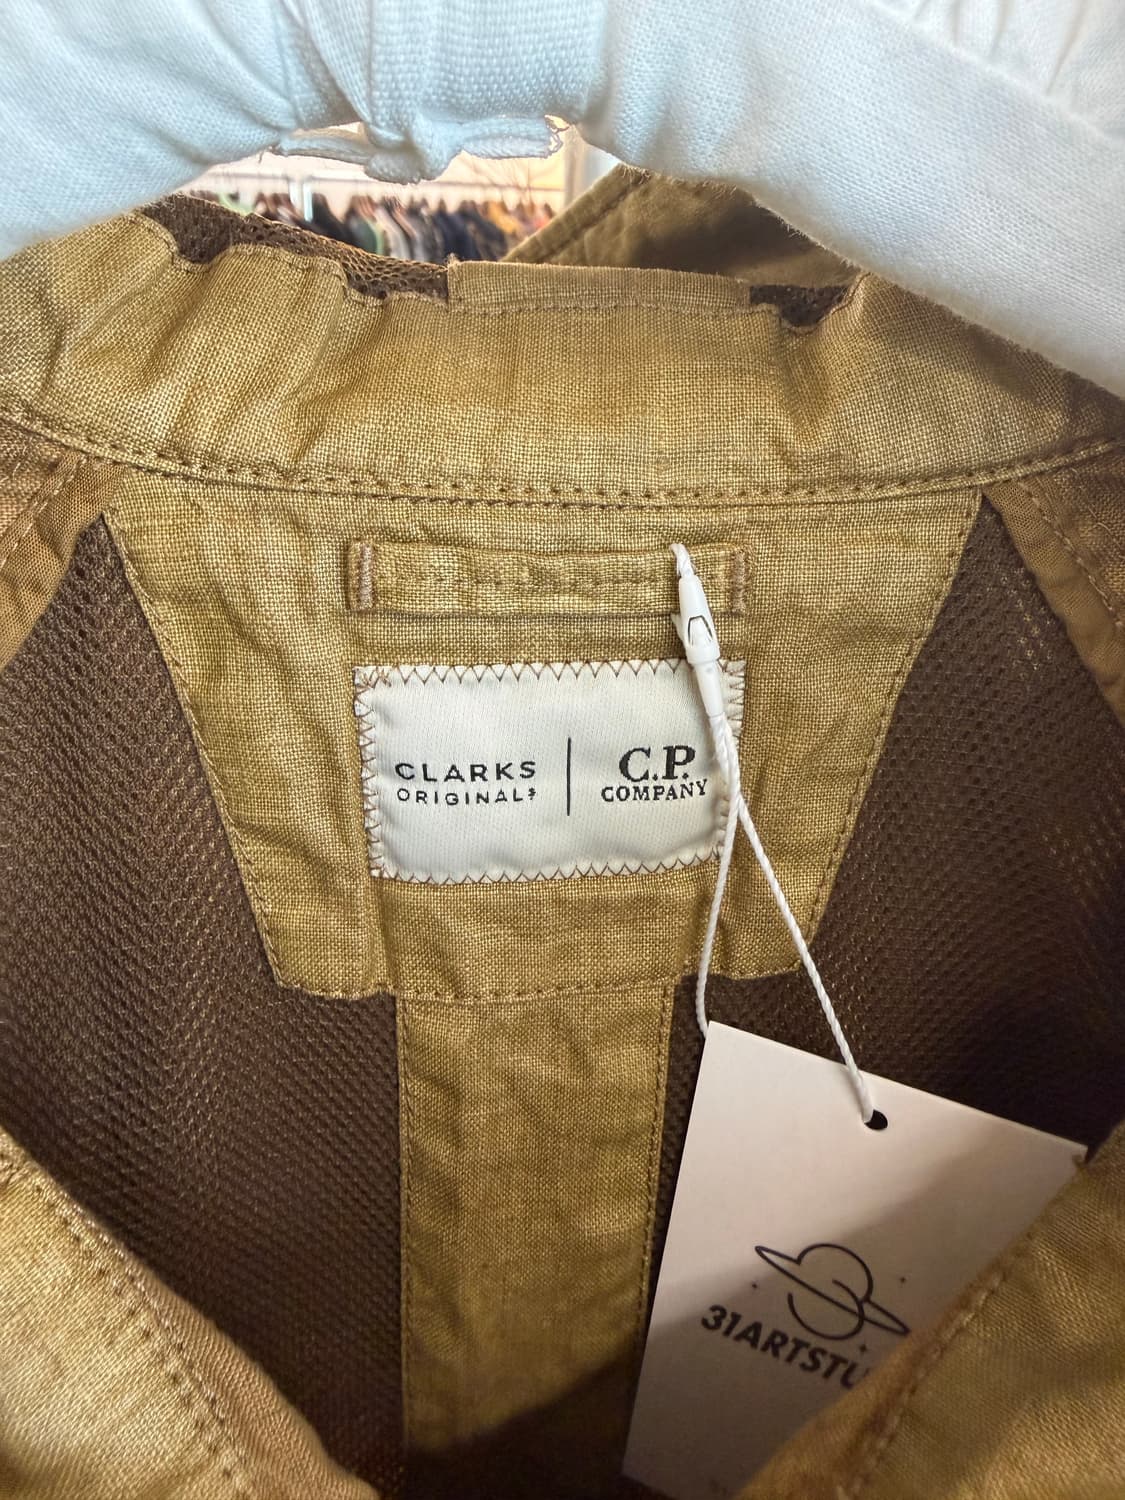 CLARKS
ORIGINALS
C.P.
COMPANY
31ARTSTU